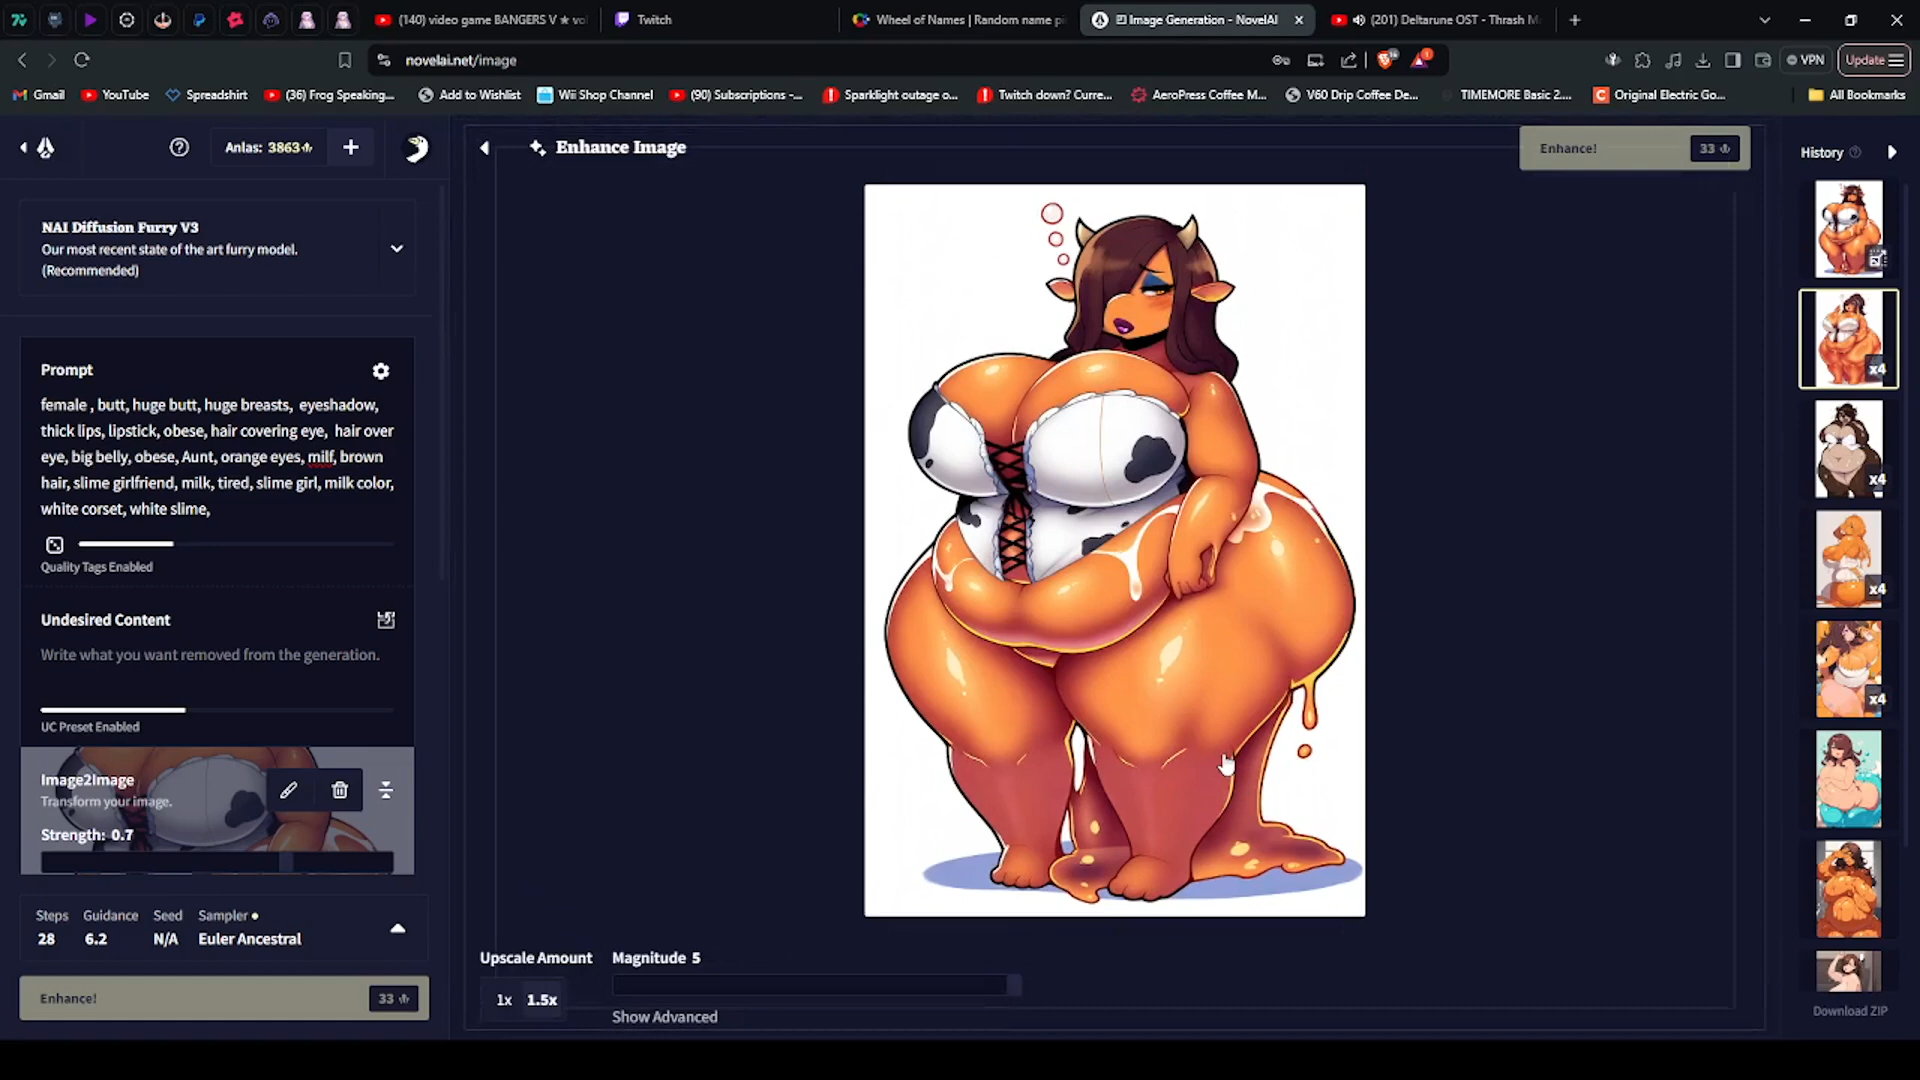 (140) video game BANGERS V ★ vo
Twitch
Wheel of Names | Random name pi
Image Generation - NovelAI
(201) Deltarune OST - Thrash M
novelai.net/image
VPN
Update
Gmail
YouTube
Spreadshirt
(36) Frog Speaking...
Add to Wishlist
Wii Shop Channel
(90) Subscriptions -...
Sparklight outage o...
Twitch down? Curre...
AeroPress Coffee M...
V60 Drip Coffee De...
TIMEMORE Basic 2....
Original Electric Go...
All Bookmarks
Anlas: 3863
Enhance Image
Enhance!
33
History
NAI Diffusion Furry V3
Our most recent state of the art furry model.
(Recommended)
Prompt
female , butt, huge butt, huge breasts,  eyeshadow,
thick lips, lipstick, obese, hair covering eye,  hair over
eye, big belly, obese, Aunt, orange eyes, milf, brown
hair, slime girlfriend, milk, tired, slime girl, milk color,
white corset, white slime,
Quality Tags Enabled
Undesired Content
Write what you want removed from the generation.
UC Preset Enabled
Image2Image
Transform your image.
Strength: 0.7
Steps
Guidance
Seed
Sampler
28
6.2
N/A
Euler Ancestral
Enhance!
33
Upscale Amount
Magnitude 5
1x
1.5x
Show Advanced
x4
x4
x4
x4
Download ZIP